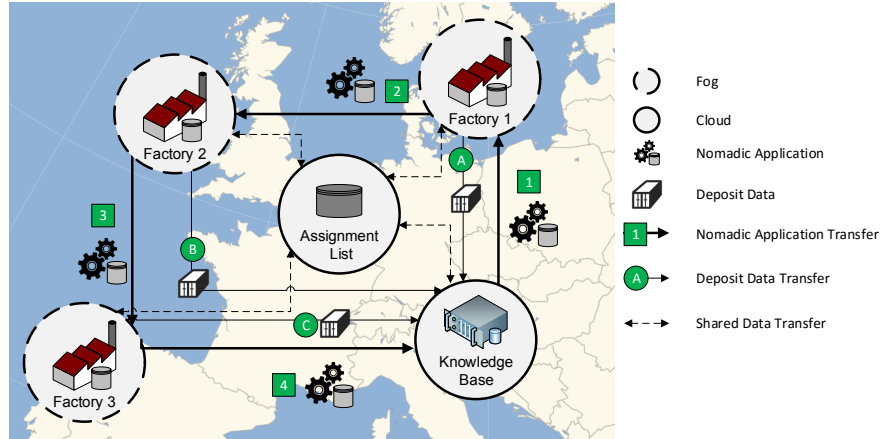 2
Factory 1
Factory 2
A
1
3
Assignment
List
B
C
Knowledge
Base
4
Factory 3
Fog
Cloud
Nomadic Application
Deposit Data
1
Nomadic Application Transfer
A
Deposit Data Transfer
Shared Data Transfer